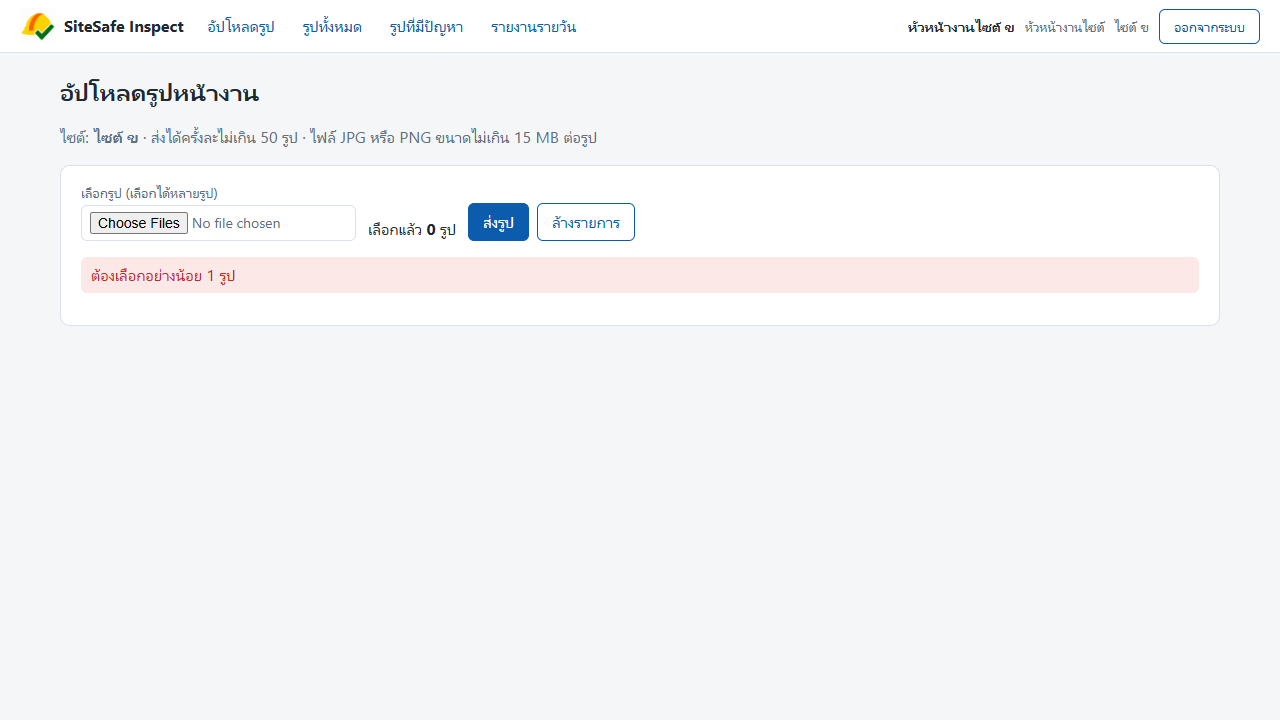 SiteSafe Inspect อัปโหลดรูป รูปทั้งหมด รูปที่มีปัญหา รายงานรายวัน หัวหน้างานไซต์ ข หัวหน้างานไซต์ ไซต์ ข ออกจากระบบ
อัปโหลดรูปหน้างาน
ไซต์: ไซต์ ข · ส่งได้ครั้งละไม่เกิน 50 รูป · ไฟล์ JPG หรือ PNG ขนาดไม่เกิน 15 MB ต่อรูป
เลือกรูป (เลือกได้หลายรูป)
Choose Files No file chosen เลือกแล้ว 0 รูป ส่งรูป ล้างรายการ
ต้องเลือกอย่างน้อย 1 รูป